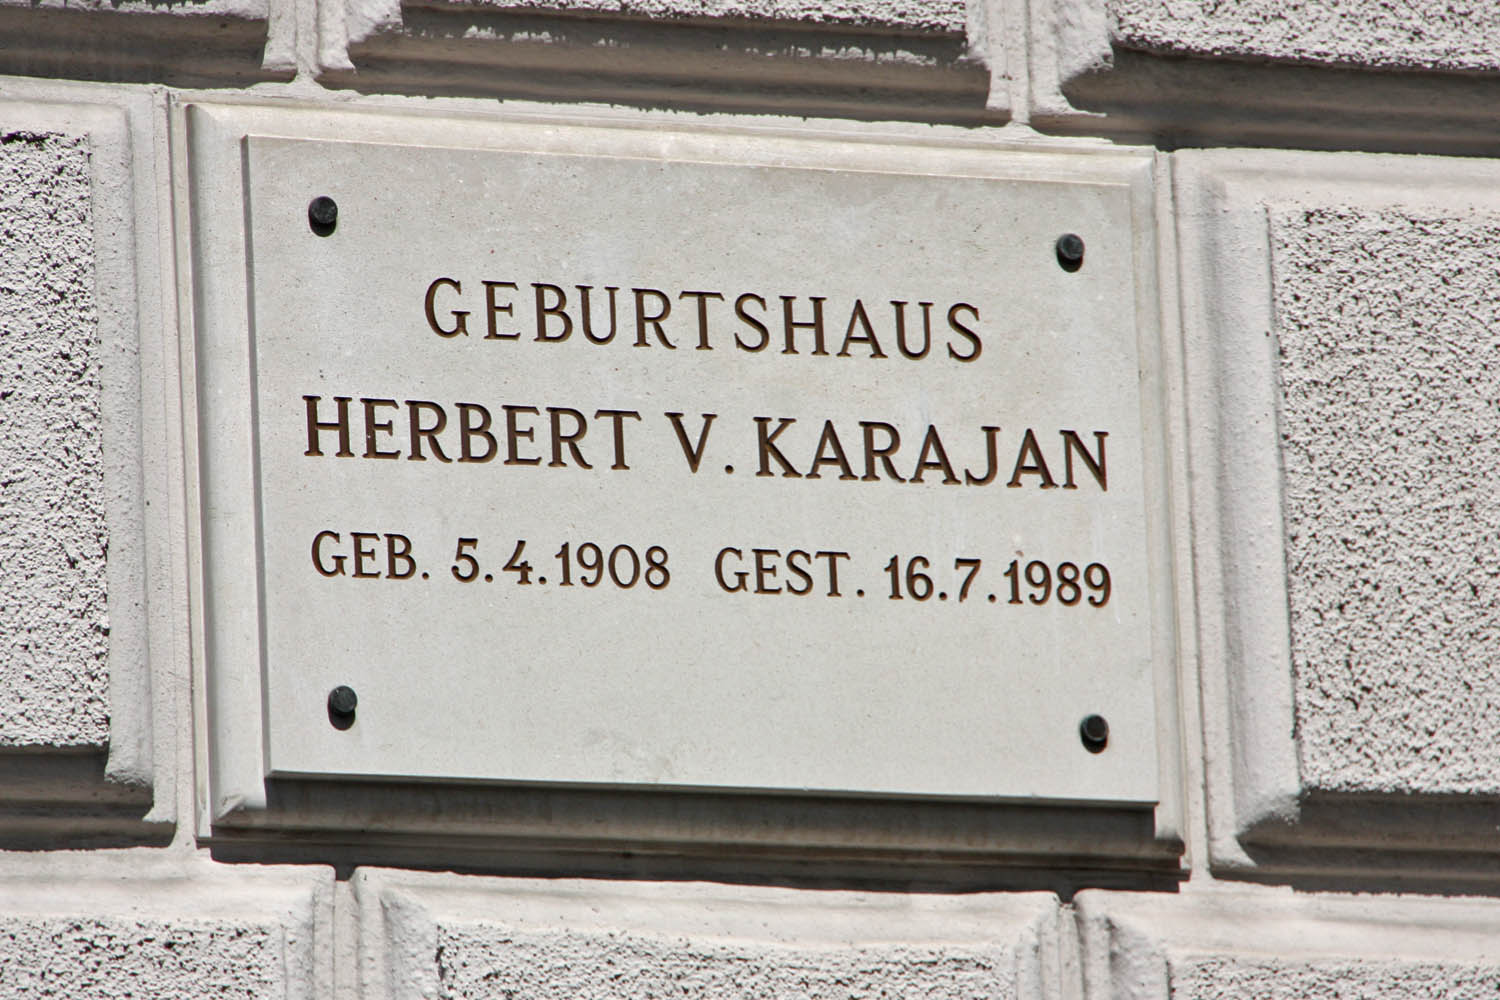 GEBURTSHAUS
HERBERT V. KARAJAN
GEB. 5.4.1908 GEST. 16.7.1989